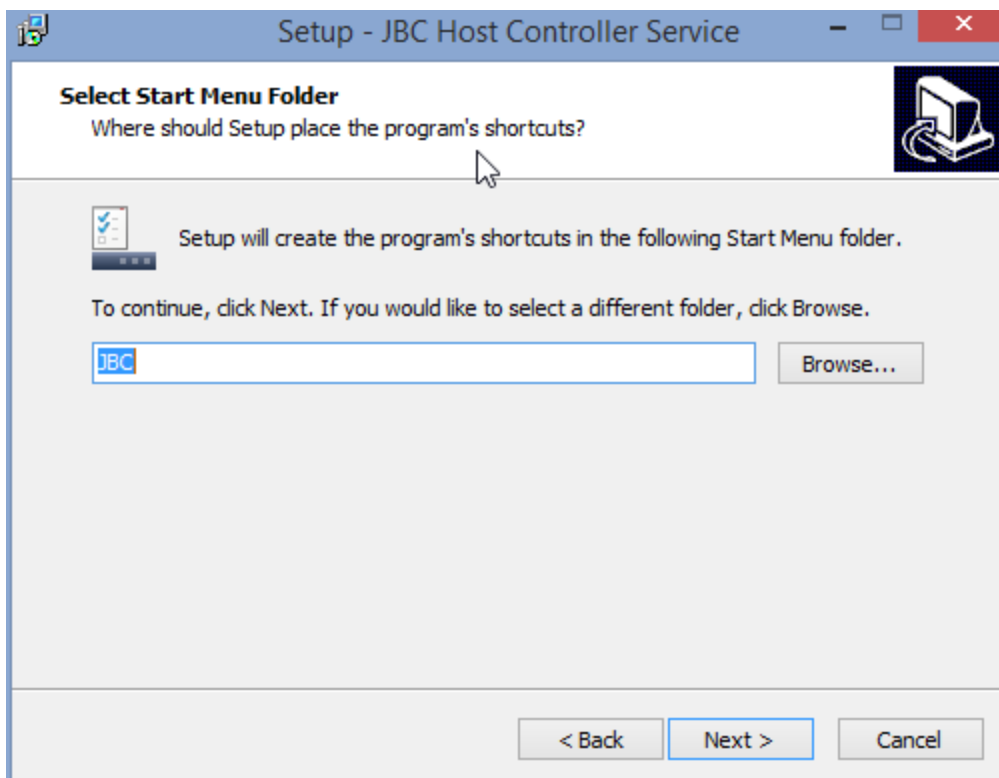 Setup - JBC Host Controller Service
Select Start Menu Folder
Where should Setup place the program's shortcuts?
Setup will create the program's shortcuts in the following Start Menu folder.
To continue, click Next. If you would like to select a different folder, click Browse.
JBC
Browse...
< Back
Next >
Cancel